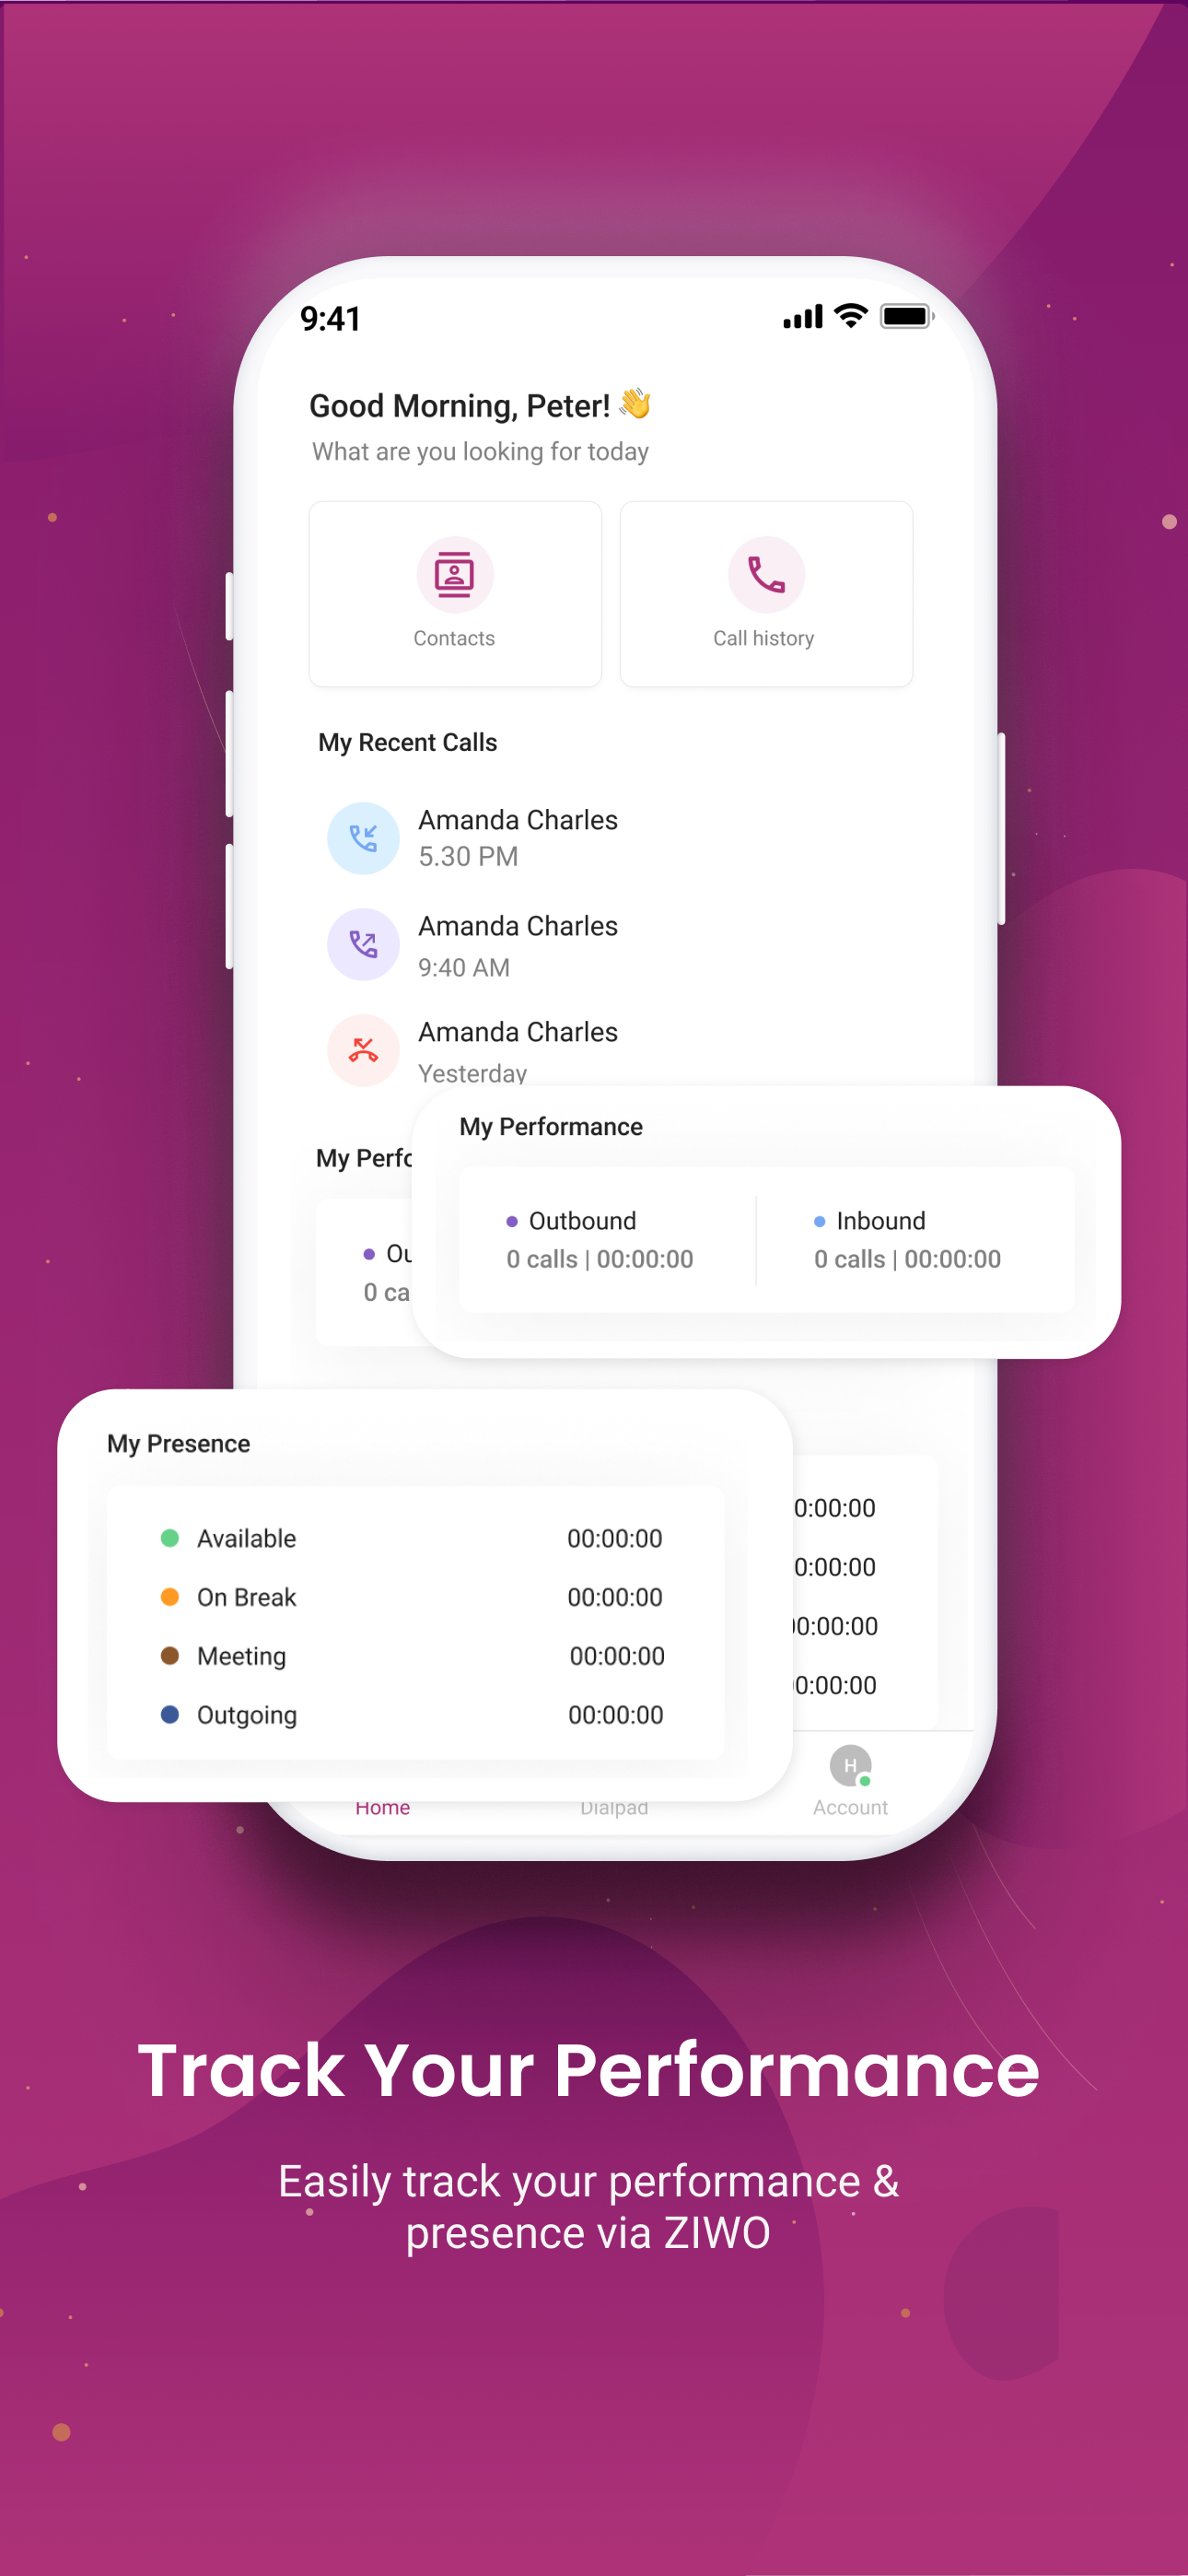 9:41
Good Morning, Peter! 👋
What are you looking for today
Contacts
Call history
My Recent Calls
Amanda Charles
5.30 PM
Amanda Charles
9:40 AM
Amanda Charles
Yesterday
My Performance
Outbound
0 calls | 00:00:00
Inbound
0 calls | 00:00:00
My Perfo
Ou
0 ca
My Presence
Available 00:00:00
On Break 00:00:00
Meeting 00:00:00
Outgoing 00:00:00
0:00:00
0:00:00
00:00:00
0:00:00
H
Home
Dialpad
Account
Track Your Performance
Easily track your performance &
presence via ZIWO